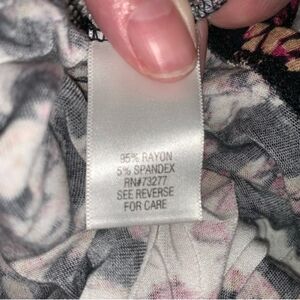 95% RAYON
5% SPANDEX
RN#73277
SEE REVERSE
FOR CARE